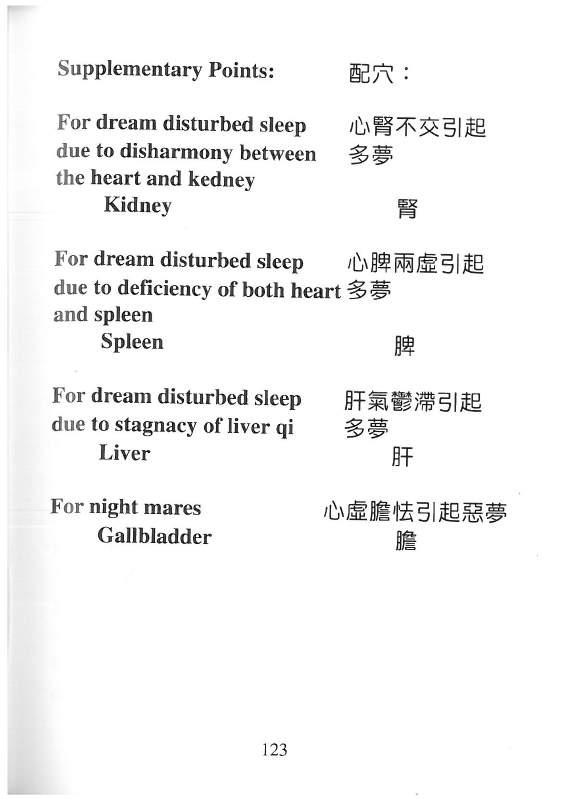 Supplementary Points: 配穴：
For dream disturbed sleep 心腎不交引起
due to disharmony between 多夢
the heart and kedney
Kidney 腎
For dream disturbed sleep 心脾兩虛引起
due to deficiency of both heart 多夢
and spleen
Spleen 脾
For dream disturbed sleep 肝氣鬱滯引起
due to stagnacy of liver qi 多夢
Liver 肝
For night mares 心虛膽怯引起惡夢
Gallbladder 膽
123